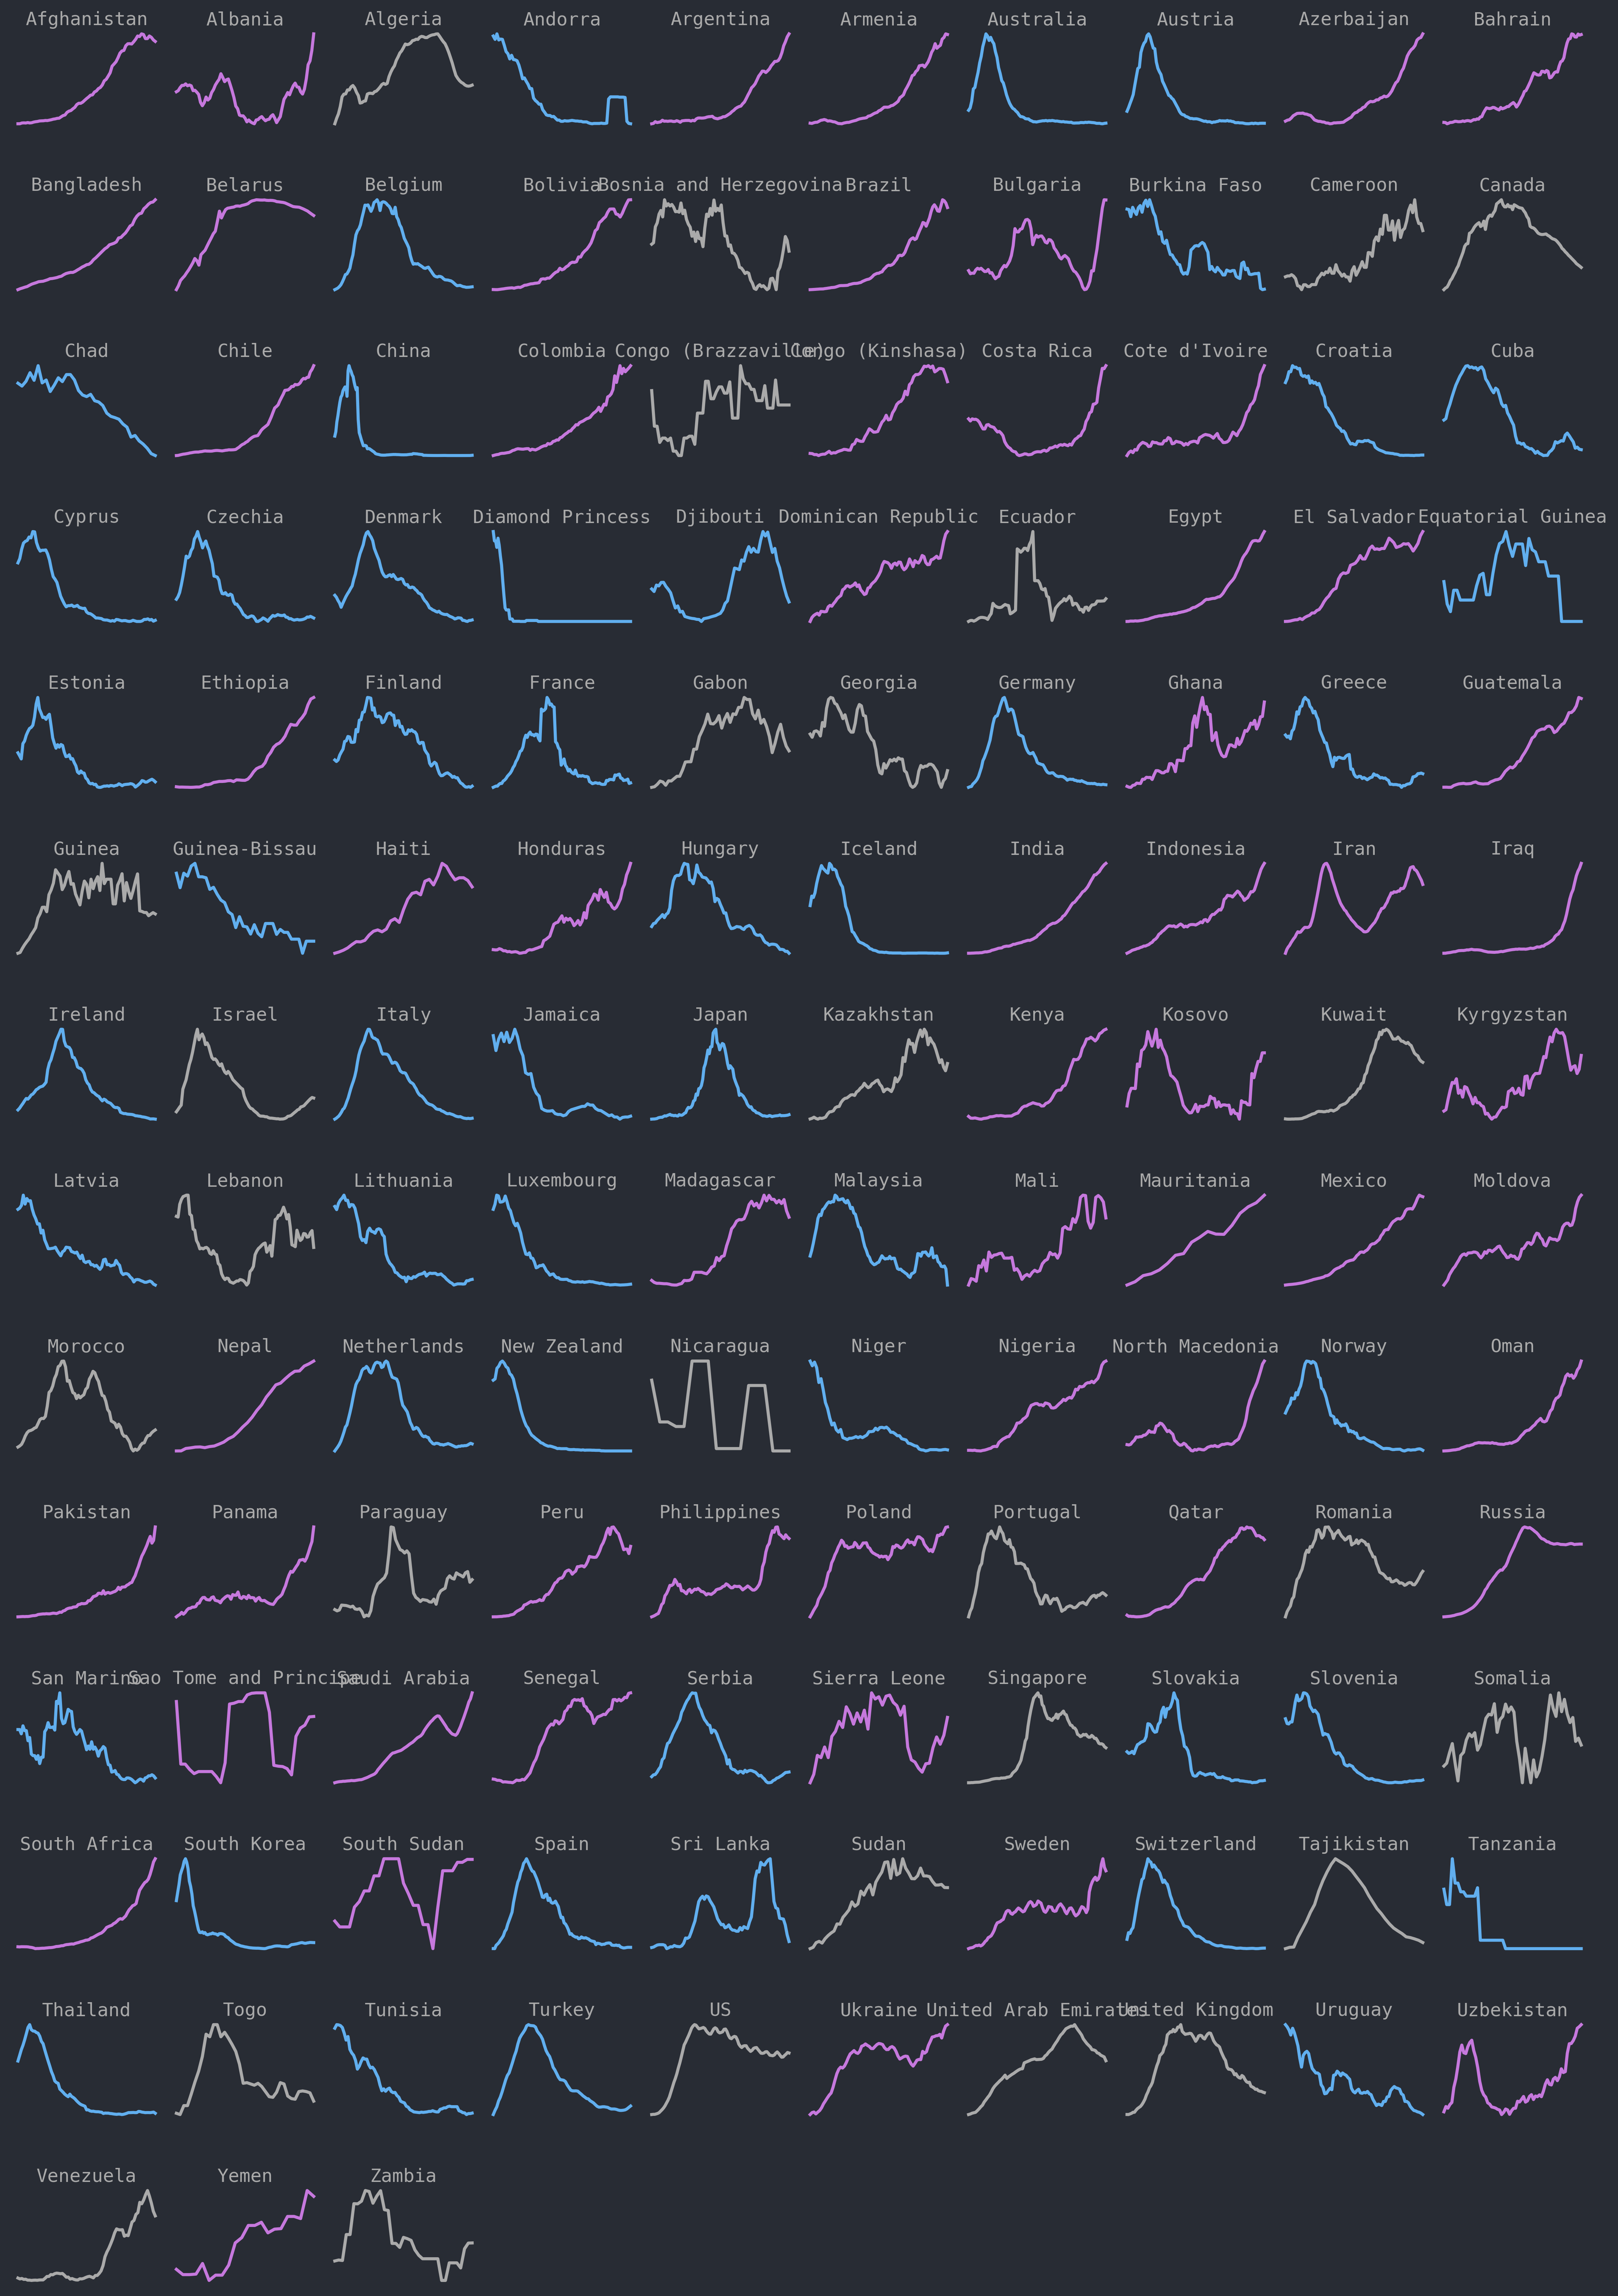 Afghanistan Albania Algeria Andorra Argentina Armenia Australia Austria Azerbaijan Bahrain
Bangladesh Belarus Belgium Bolivia Bosnia and Herzegovina Brazil Bulgaria Burkina Faso Cameroon Canada
Chad Chile China Colombia Congo (Brazzaville) Congo (Kinshasa) Costa Rica Cote d'Ivoire Croatia Cuba
Cyprus Czechia Denmark Diamond Princess Djibouti Dominican Republic Ecuador Egypt El Salvador Equatorial Guinea
Estonia Ethiopia Finland France Gabon Georgia Germany Ghana Greece Guatemala
Guinea Guinea-Bissau Haiti Honduras Hungary Iceland India Indonesia Iran Iraq
Ireland Israel Italy Jamaica Japan Kazakhstan Kenya Kosovo Kuwait Kyrgyzstan
Latvia Lebanon Lithuania Luxembourg Madagascar Malaysia Mali Mauritania Mexico Moldova
Morocco Nepal Netherlands New Zealand Nicaragua Niger Nigeria North Macedonia Norway Oman
Pakistan Panama Paraguay Peru Philippines Poland Portugal Qatar Romania Russia
San Marino Sao Tome and Principe Saudi Arabia Senegal Serbia Sierra Leone Singapore Slovakia Slovenia Somalia
South Africa South Korea South Sudan Spain Sri Lanka Sudan Sweden Switzerland Tajikistan Tanzania
Thailand Togo Tunisia Turkey US Ukraine United Arab Emirates United Kingdom Uruguay Uzbekistan
Venezuela Yemen Zambia